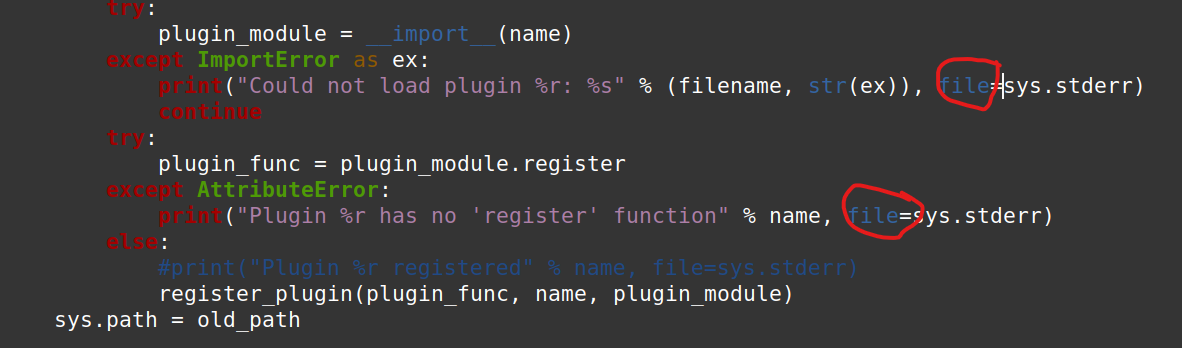 try:
plugin_module = __import__(name)
except ImportError as ex:
print("Could not load plugin %r: %s" % (filename, str(ex)), file=sys.stderr)
continue
try:
plugin_func = plugin_module.register
except AttributeError:
print("Plugin %r has no 'register' function" % name, file=sys.stderr)
else:
#print("Plugin %r registered" % name, file=sys.stderr)
register_plugin(plugin_func, name, plugin_module)
sys.path = old_path